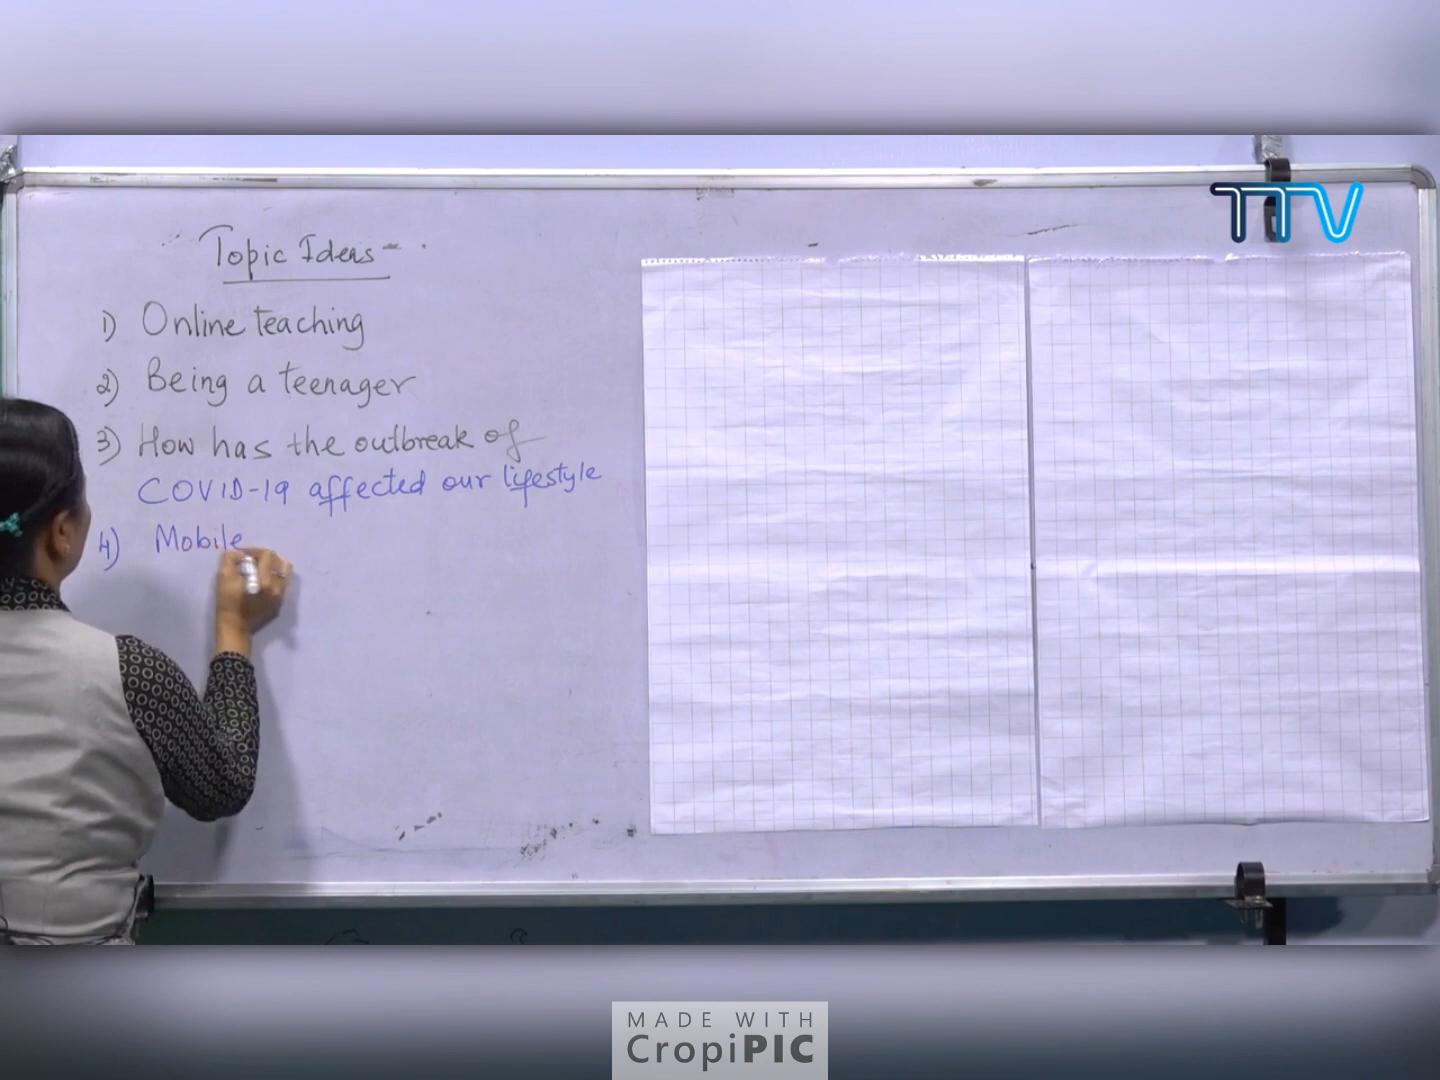 TTV
Topic Ideas
1) Online teaching
2) Being a teenager
3) How has the outbreak of
COVID-19 affected our lifestyle
4) Mobile
MADE WITH
CropiPIC